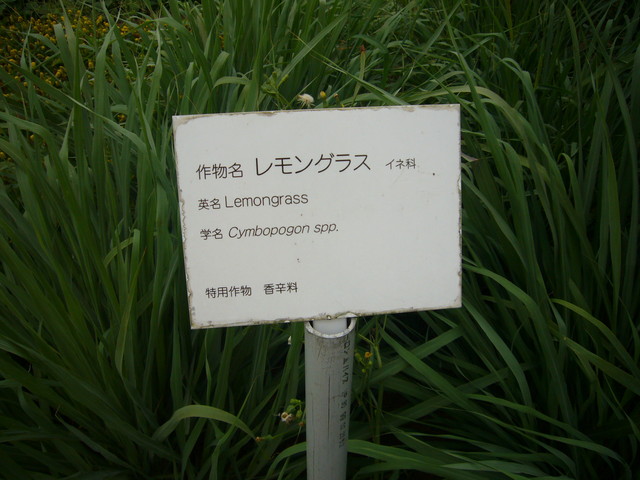 作物名 レモングラス イネ科
英名 Lemongrass
学名 Cymbopogon spp.
特用作物 香辛料